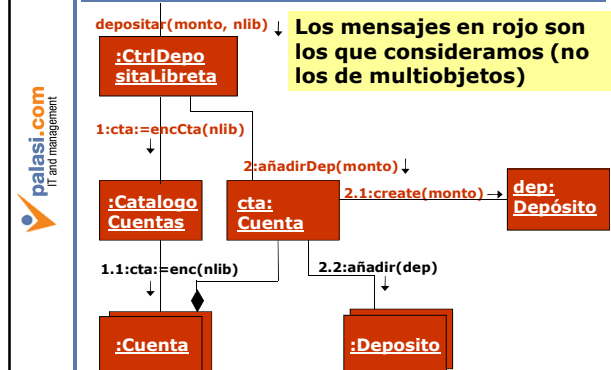 depositar(monto, nlib)
Los mensajes en rojo son
los que consideramos (no
los de multiobjetos)
:CtrlDepo
sitaLibreta
palasi.com
IT and management
1:cta:=encCta(nlib)
2:añadirDep(monto)
2.1:create(monto)
dep:
Depósito
:Catalogo
Cuentas
cta:
Cuenta
1.1:cta:=enc(nlib)
2.2:añadir(dep)
:Cuenta
:Deposito